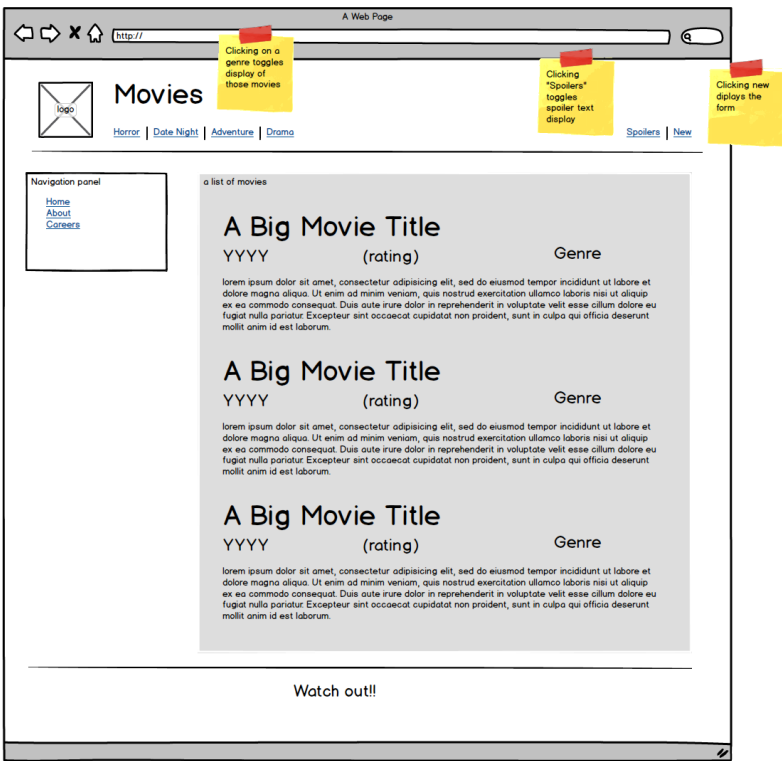 A Web Page
http://
Clicking on a
genre toggles
display of
those movies
Clicking
"Spoilers"
toggles
spoiler text
display
Clicking new
diplays the
form
logo
Movies
Horror | Date Night | Adventure | Drama
Spoilers | New
Navigation panel
Home
About
Careers
a list of movies
A Big Movie Title
YYYY (rating) Genre
lorem ipsum dolor sit amet, consectetur adipisicing elit, sed do eiusmod tempor incididunt ut labore et
dolore magna aliqua. Ut enim ad minim veniam, quis nostrud exercitation ullamco laboris nisi ut aliquip
ex ea commodo consequat. Duis aute irure dolor in reprehenderit in voluptate velit esse cillum dolore eu
fugiat nulla pariatur. Excepteur sint occaecat cupidatat non proident, sunt in culpa qui officia deserunt
mollit anim id est laborum.
A Big Movie Title
YYYY (rating) Genre
lorem ipsum dolor sit amet, consectetur adipisicing elit, sed do eiusmod tempor incididunt ut labore et
dolore magna aliqua. Ut enim ad minim veniam, quis nostrud exercitation ullamco laboris nisi ut aliquip
ex ea commodo consequat. Duis aute irure dolor in reprehenderit in voluptate velit esse cillum dolore eu
fugiat nulla pariatur. Excepteur sint occaecat cupidatat non proident, sunt in culpa qui officia deserunt
mollit anim id est laborum.
A Big Movie Title
YYYY (rating) Genre
lorem ipsum dolor sit amet, consectetur adipisicing elit, sed do eiusmod tempor incididunt ut labore et
dolore magna aliqua. Ut enim ad minim veniam, quis nostrud exercitation ullamco laboris nisi ut aliquip
ex ea commodo consequat. Duis aute irure dolor in reprehenderit in voluptate velit esse cillum dolore eu
fugiat nulla pariatur. Excepteur sint occaecat cupidatat non proident, sunt in culpa qui officia deserunt
mollit anim id est laborum.
Watch out!!